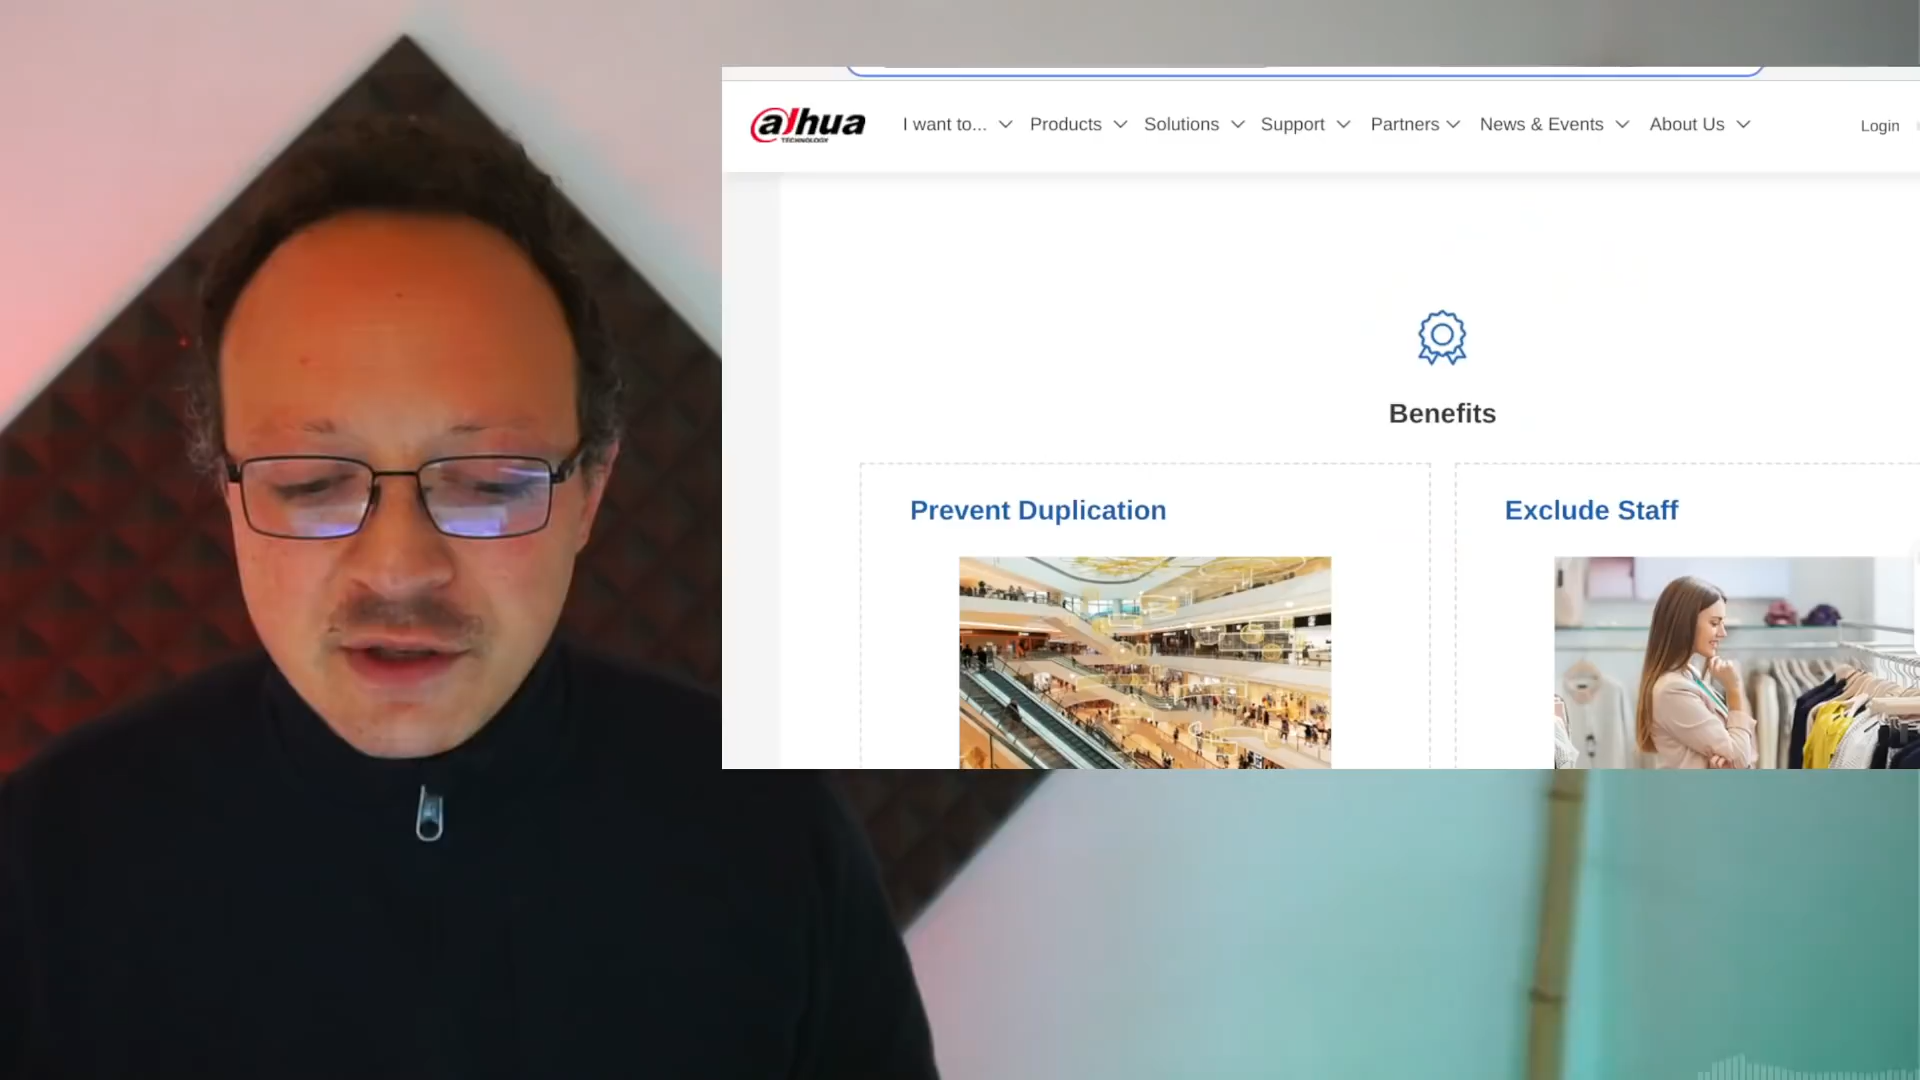 alhua
TECHNOLOGY
I want to... Products Solutions Support Partners News & Events About Us Login
Benefits
Prevent Duplication Exclude Staff